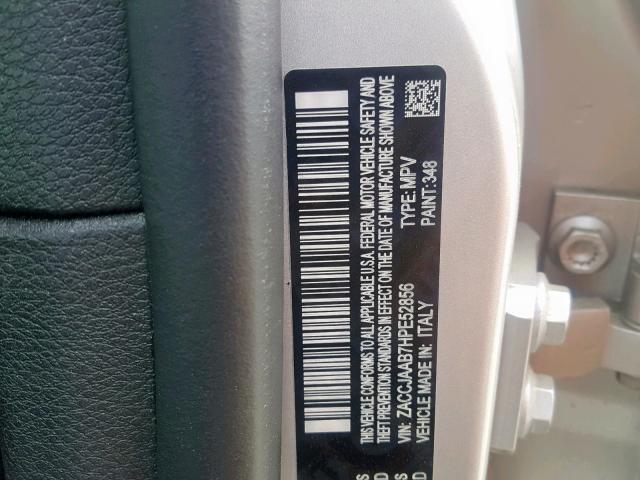 THIS VEHICLE CONFORMS TO ALL APPLICABLE U.S.A. FEDERAL MOTOR VEHICLE SAFETY AND
THEFT PREVENTION STANDARDS IN EFFECT ON THE DATE OF MANUFACTURE SHOWN ABOVE
VIN: ZACCJAAB7HPE52856 TYPE: MPV
VEHICLE MADE IN: ITALY PAINT: 348